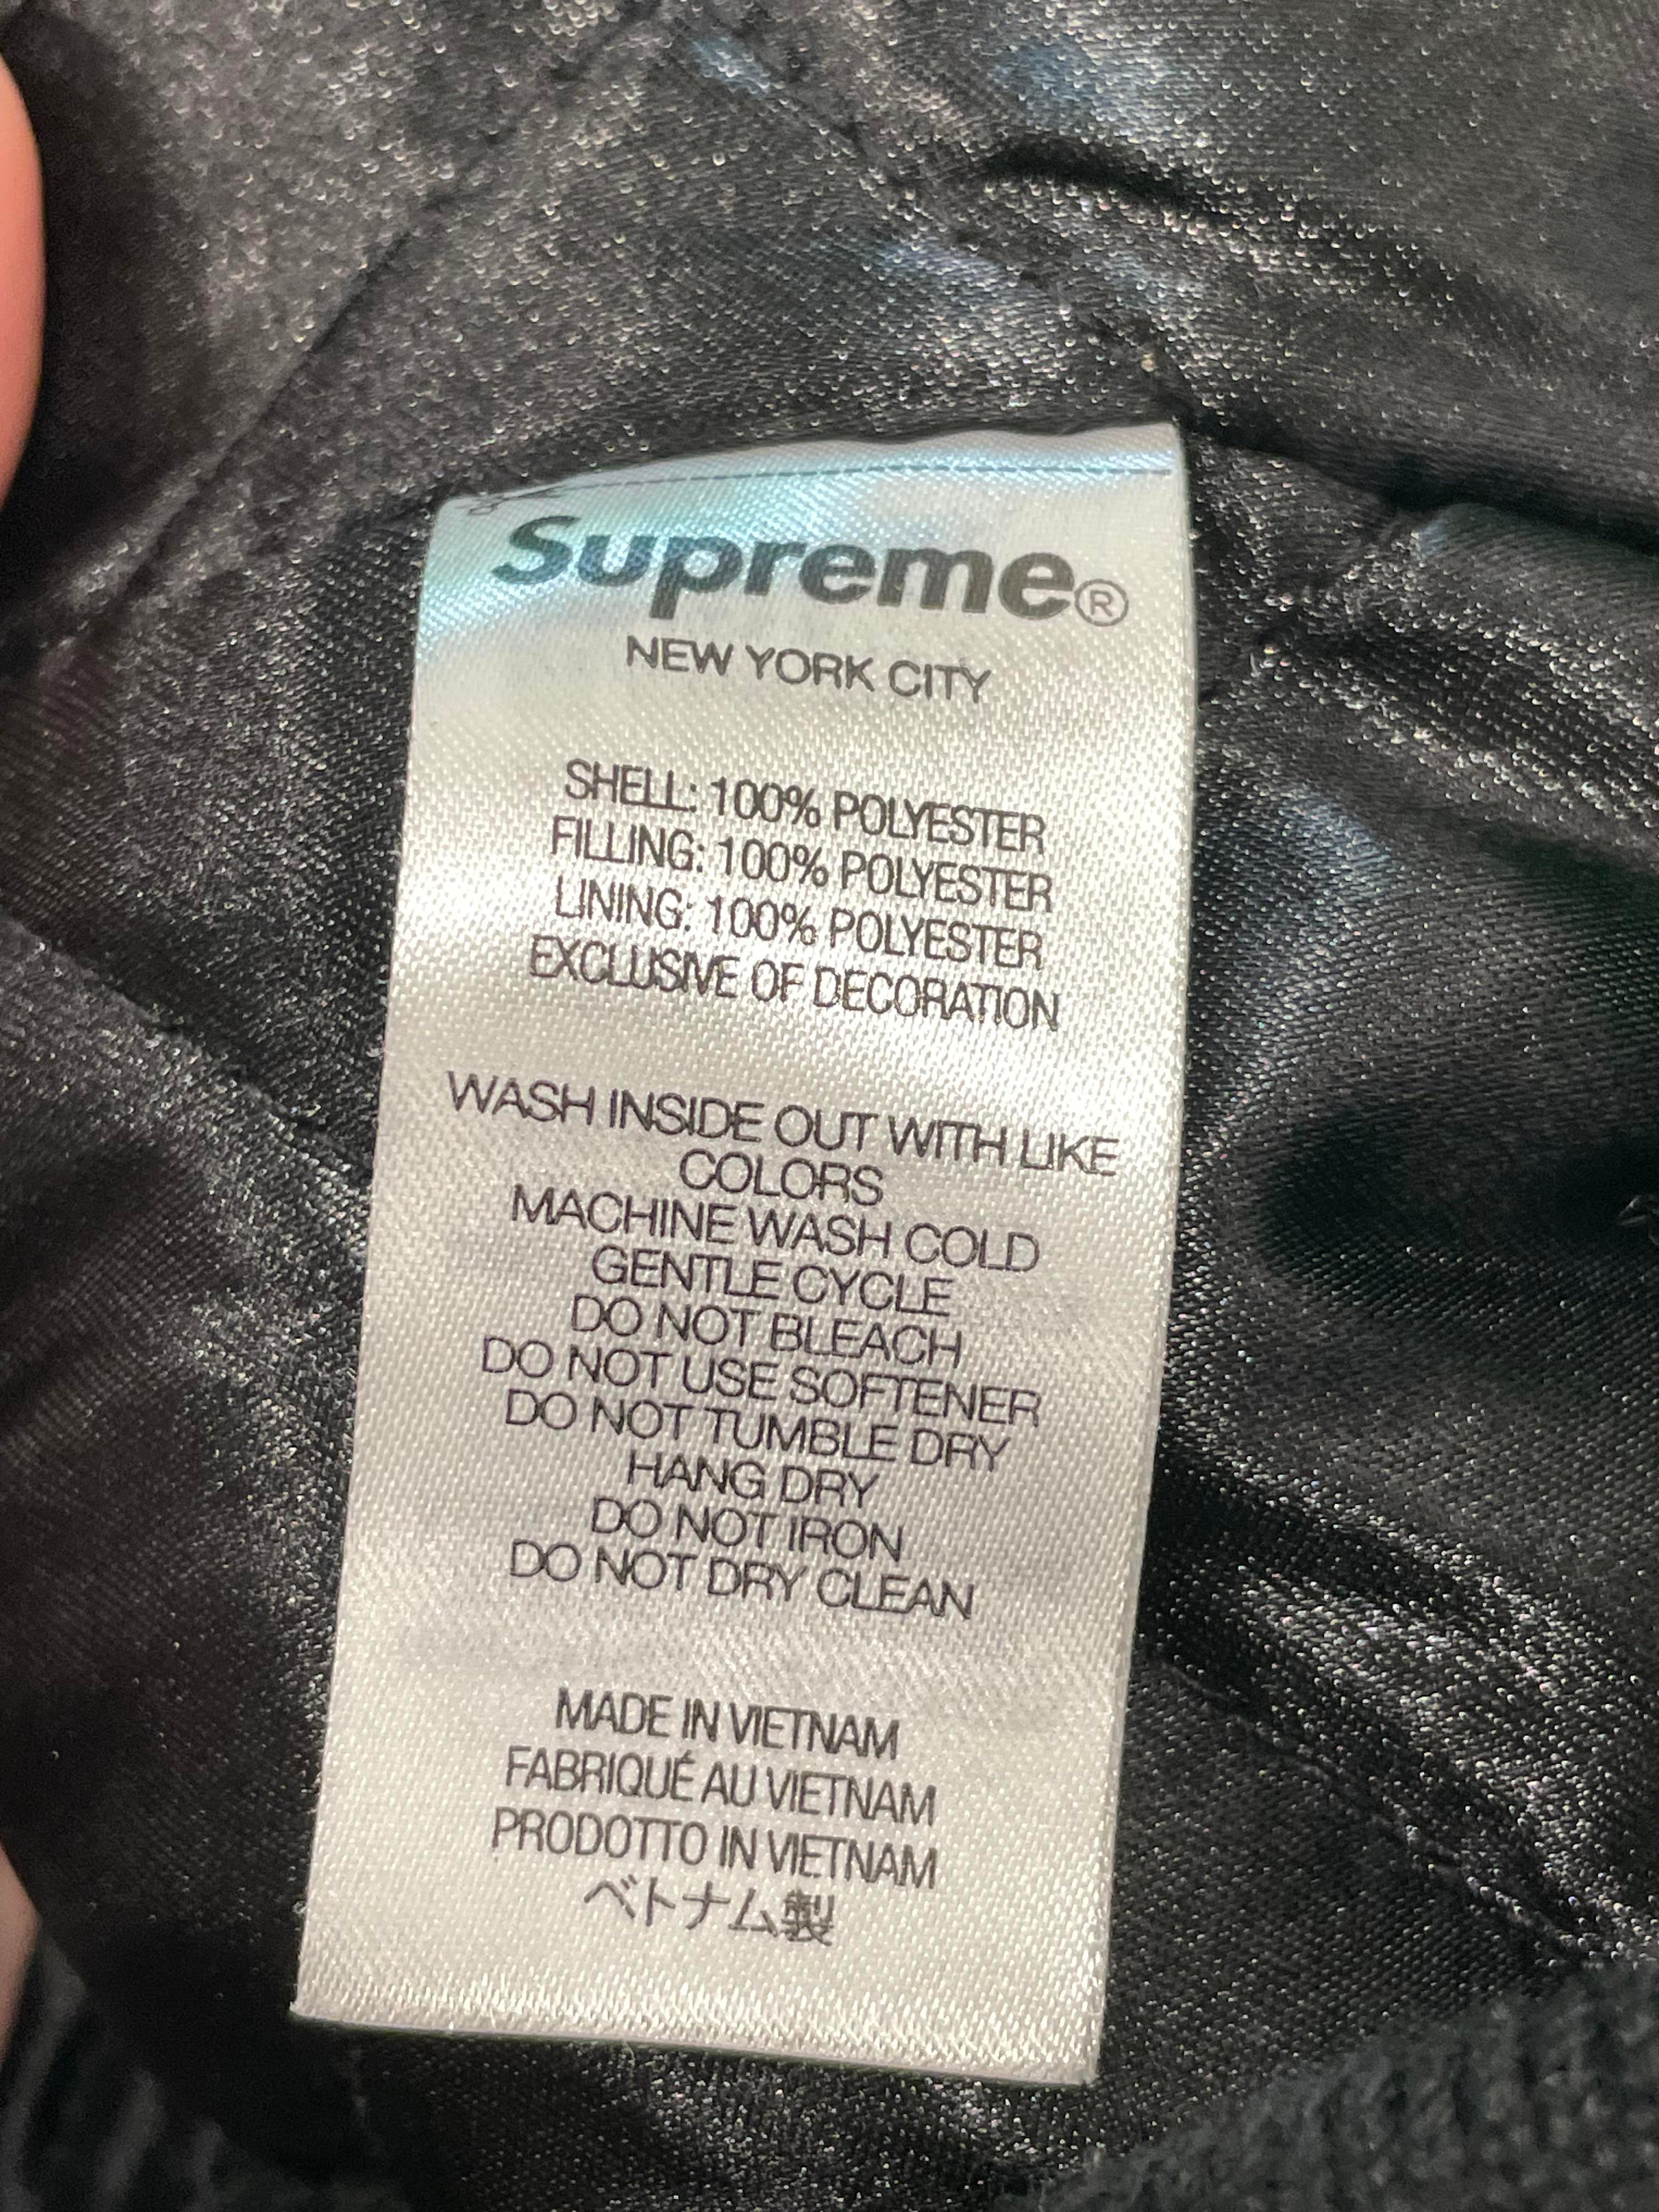 Supreme®
NEW YORK CITY
SHELL: 100% POLYESTER
FILLING: 100% POLYESTER
LINING: 100% POLYESTER
EXCLUSIVE OF DECORATION
WASH INSIDE OUT WITH LIKE
COLORS
MACHINE WASH COLD
GENTLE CYCLE
DO NOT BLEACH
DO NOT USE SOFTENER
DO NOT TUMBLE DRY
HANG DRY
DO NOT IRON
DO NOT DRY CLEAN
MADE IN VIETNAM
FABRIQUÉ AU VIETNAM
PRODOTTO IN VIETNAM
ベトナム製